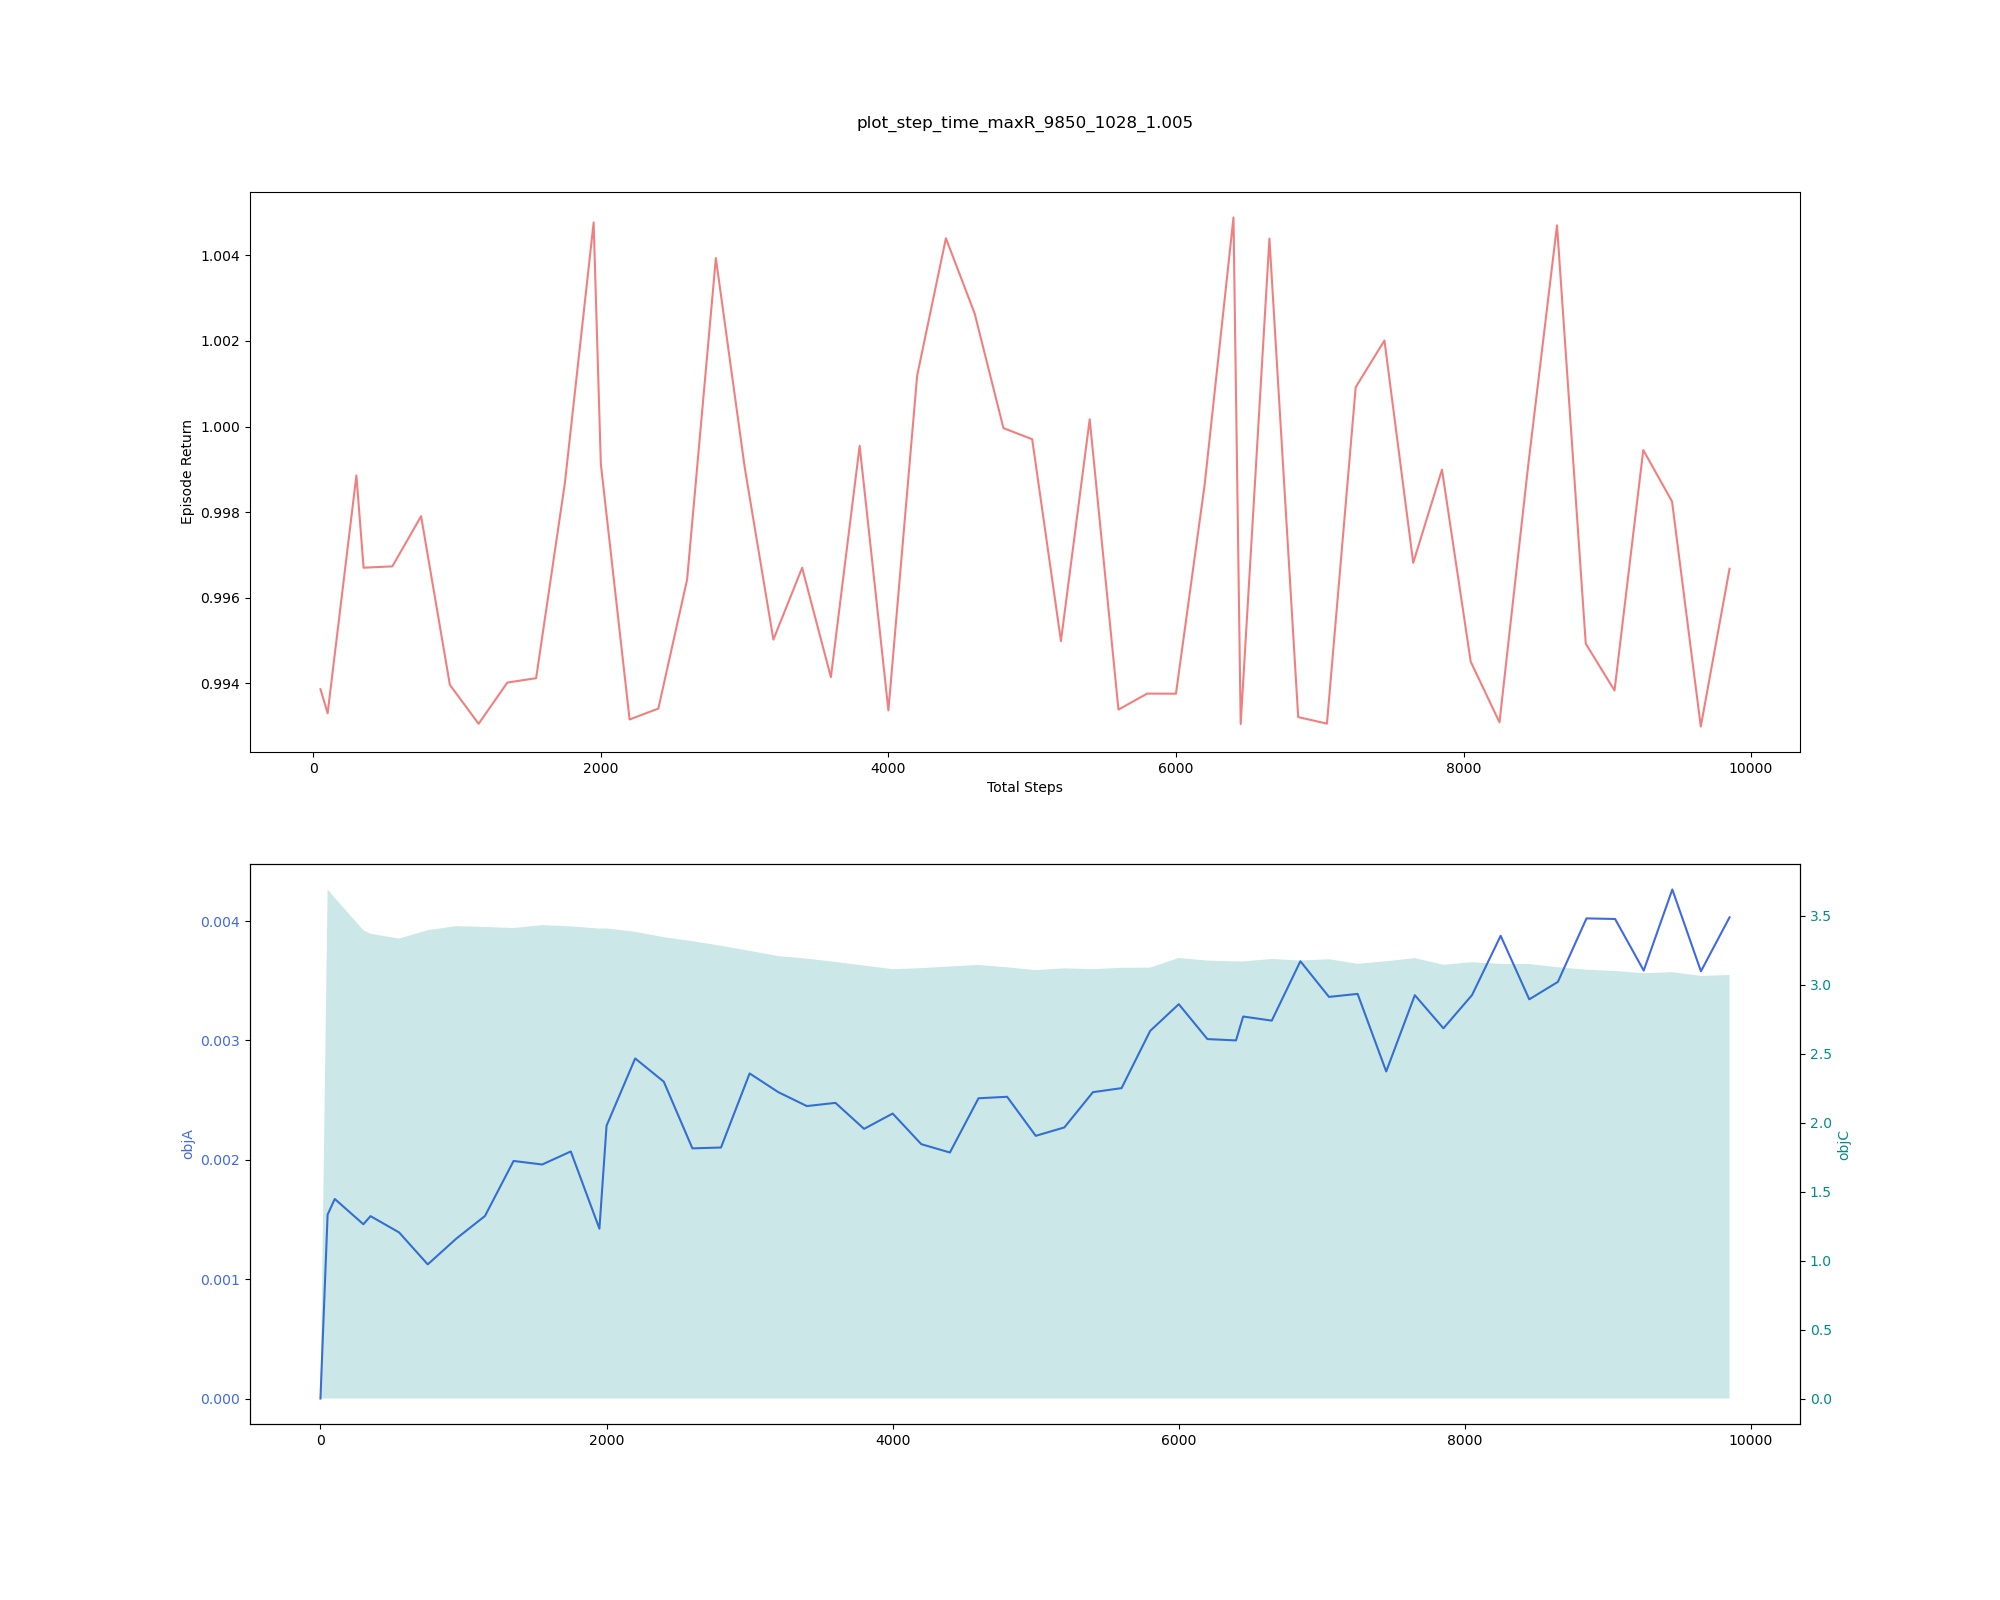 plot_step_time_maxR_9850_1028_1.005
1.004
1.002
1.000
0.998
0.996
0.994
Episode Return
0 2000 4000 6000 8000 10000
Total Steps
0.004
0.003
0.002
0.001
0.000
objA
3.5
3.0
2.5
2.0
1.5
1.0
0.5
0.0
objC
0 2000 4000 6000 8000 10000